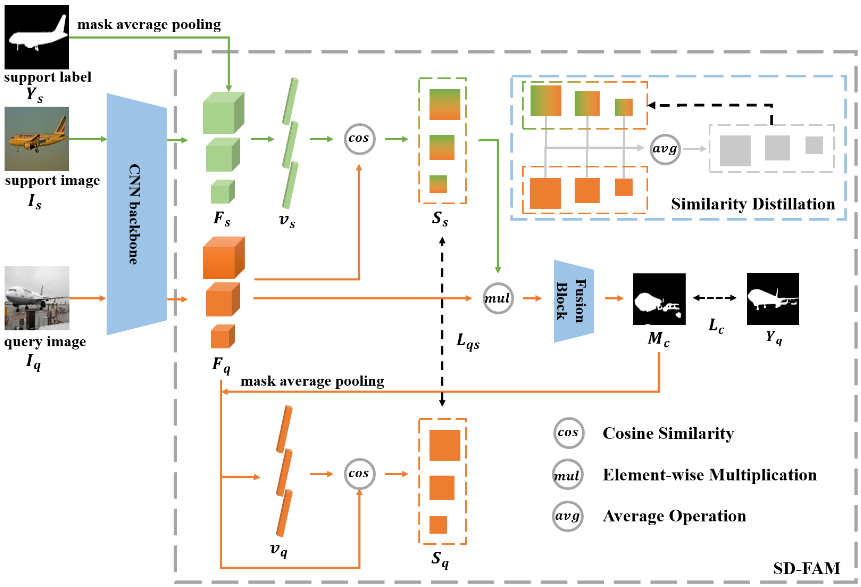 mask average pooling
support label
Y_s
support image
I_s
query image
I_q
CNN backbone
F_s
v_s
cos
S_s
avg
Similarity Distillation
F_q
mul
Fusion
Block
M_c
L_c
Y_q
L_qs
mask average pooling
v_q
cos
S_q
cos Cosine Similarity
mul Element-wise Multiplication
avg Average Operation
SD-FAM